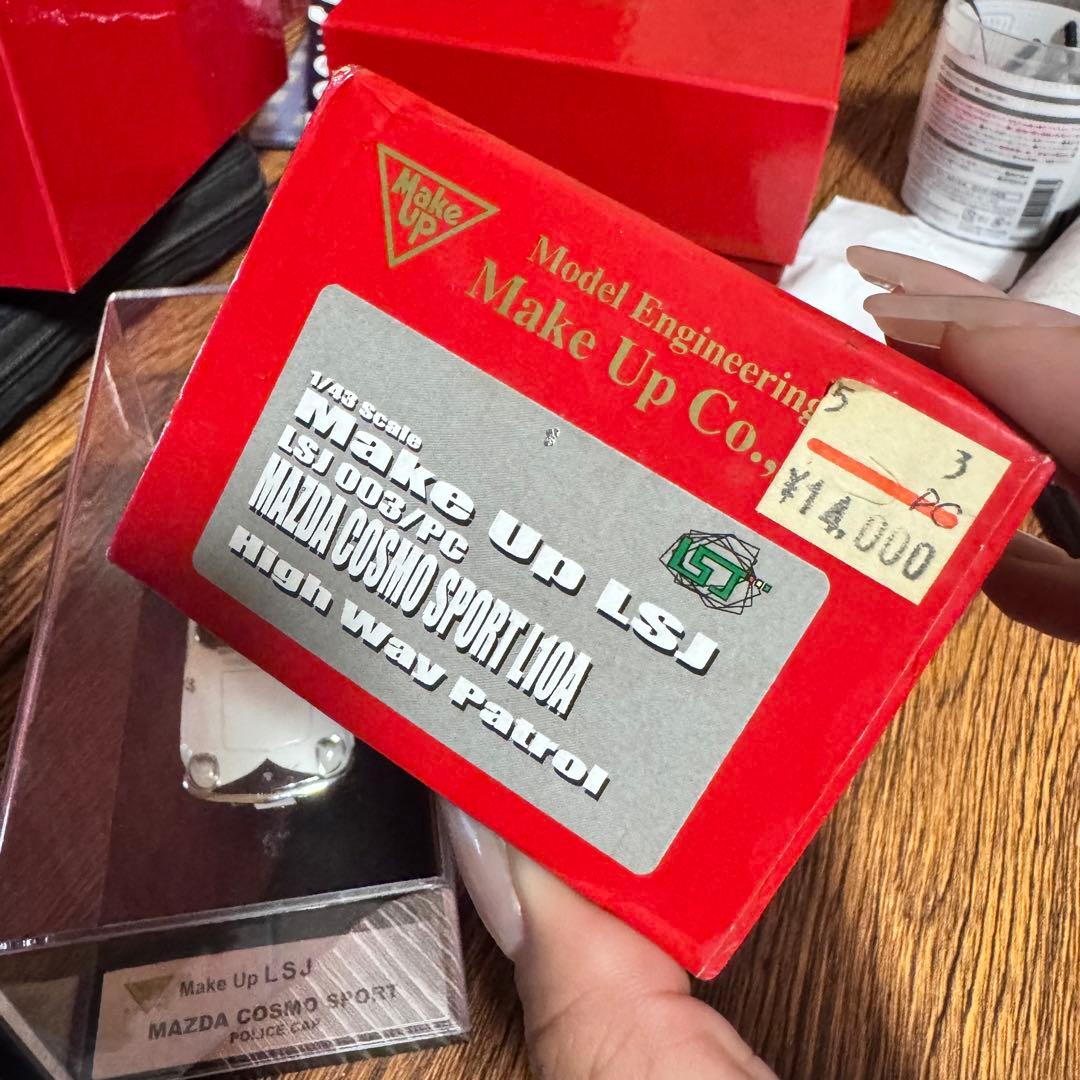 Make
UP
Model Engineering
Make Up Co.,
5
3
PC
¥14,000
1/43 Scale
Make Up LSJ
LSJ 003/PC
MAZDA COSMO SPORT L10A
High Way Patrol
LSJ
Make Up LSJ
MAZDA COSMO SPORT
POLICE CAR